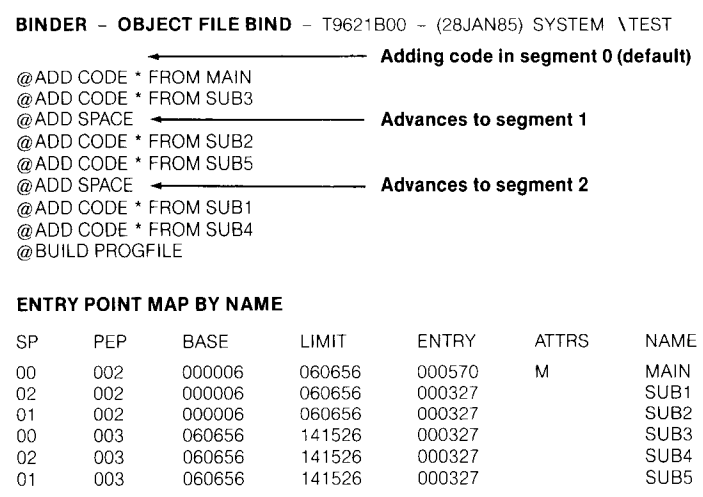 BINDER – OBJECT FILE BIND – T9621B00 – (28JAN85) SYSTEM \TEST
Adding code in segment 0 (default)
@ADD CODE * FROM MAIN
@ADD CODE * FROM SUB3
@ADD SPACE Advances to segment 1
@ADD CODE * FROM SUB2
@ADD CODE * FROM SUB5
@ADD SPACE Advances to segment 2
@ADD CODE * FROM SUB1
@ADD CODE * FROM SUB4
@BUILD PROGFILE
ENTRY POINT MAP BY NAME
SP PEP BASE LIMIT ENTRY ATTRS NAME
00 002 000006 060656 000570 M MAIN
02 002 000006 060656 000327 SUB1
01 002 000006 060656 000327 SUB2
00 003 060656 141526 000327 SUB3
02 003 060656 141526 000327 SUB4
01 003 060656 141526 000327 SUB5